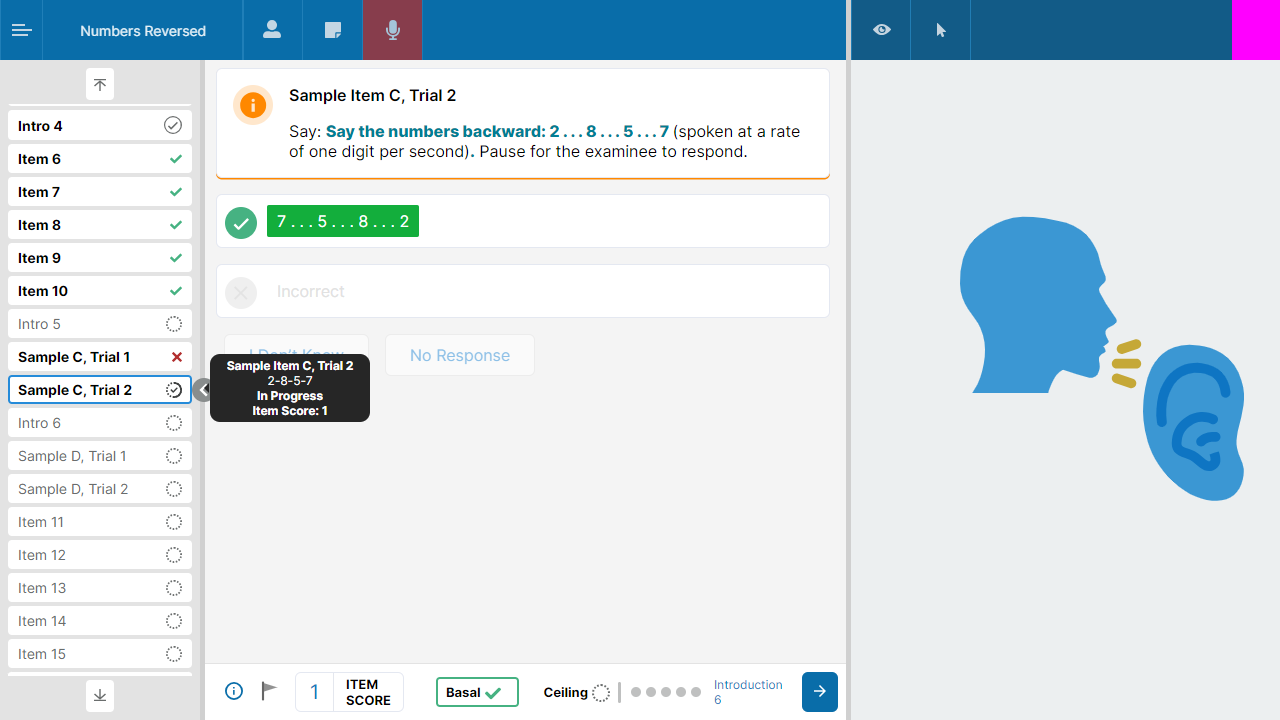 Numbers Reversed
Intro 4
Item 6
Item 7
Item 8
Item 9
Item 10
Intro 5
Sample C, Trial 1
Sample C, Trial 2
Intro 6
Sample D, Trial 1
Sample D, Trial 2
Item 11
Item 12
Item 13
Item 14
Item 15
Sample Item C, Trial 2
Say: Say the numbers backward: 2 . . . 8 . . . 5 . . . 7 (spoken at a rate
of one digit per second). Pause for the examinee to respond.
7 . . . 5 . . . 8 . . . 2
Incorrect
I Don't Know
No Response
Sample Item C, Trial 2
2-8-5-7
In Progress
Item Score: 1
1
ITEM
SCORE
Basal
Ceiling
Introduction
6